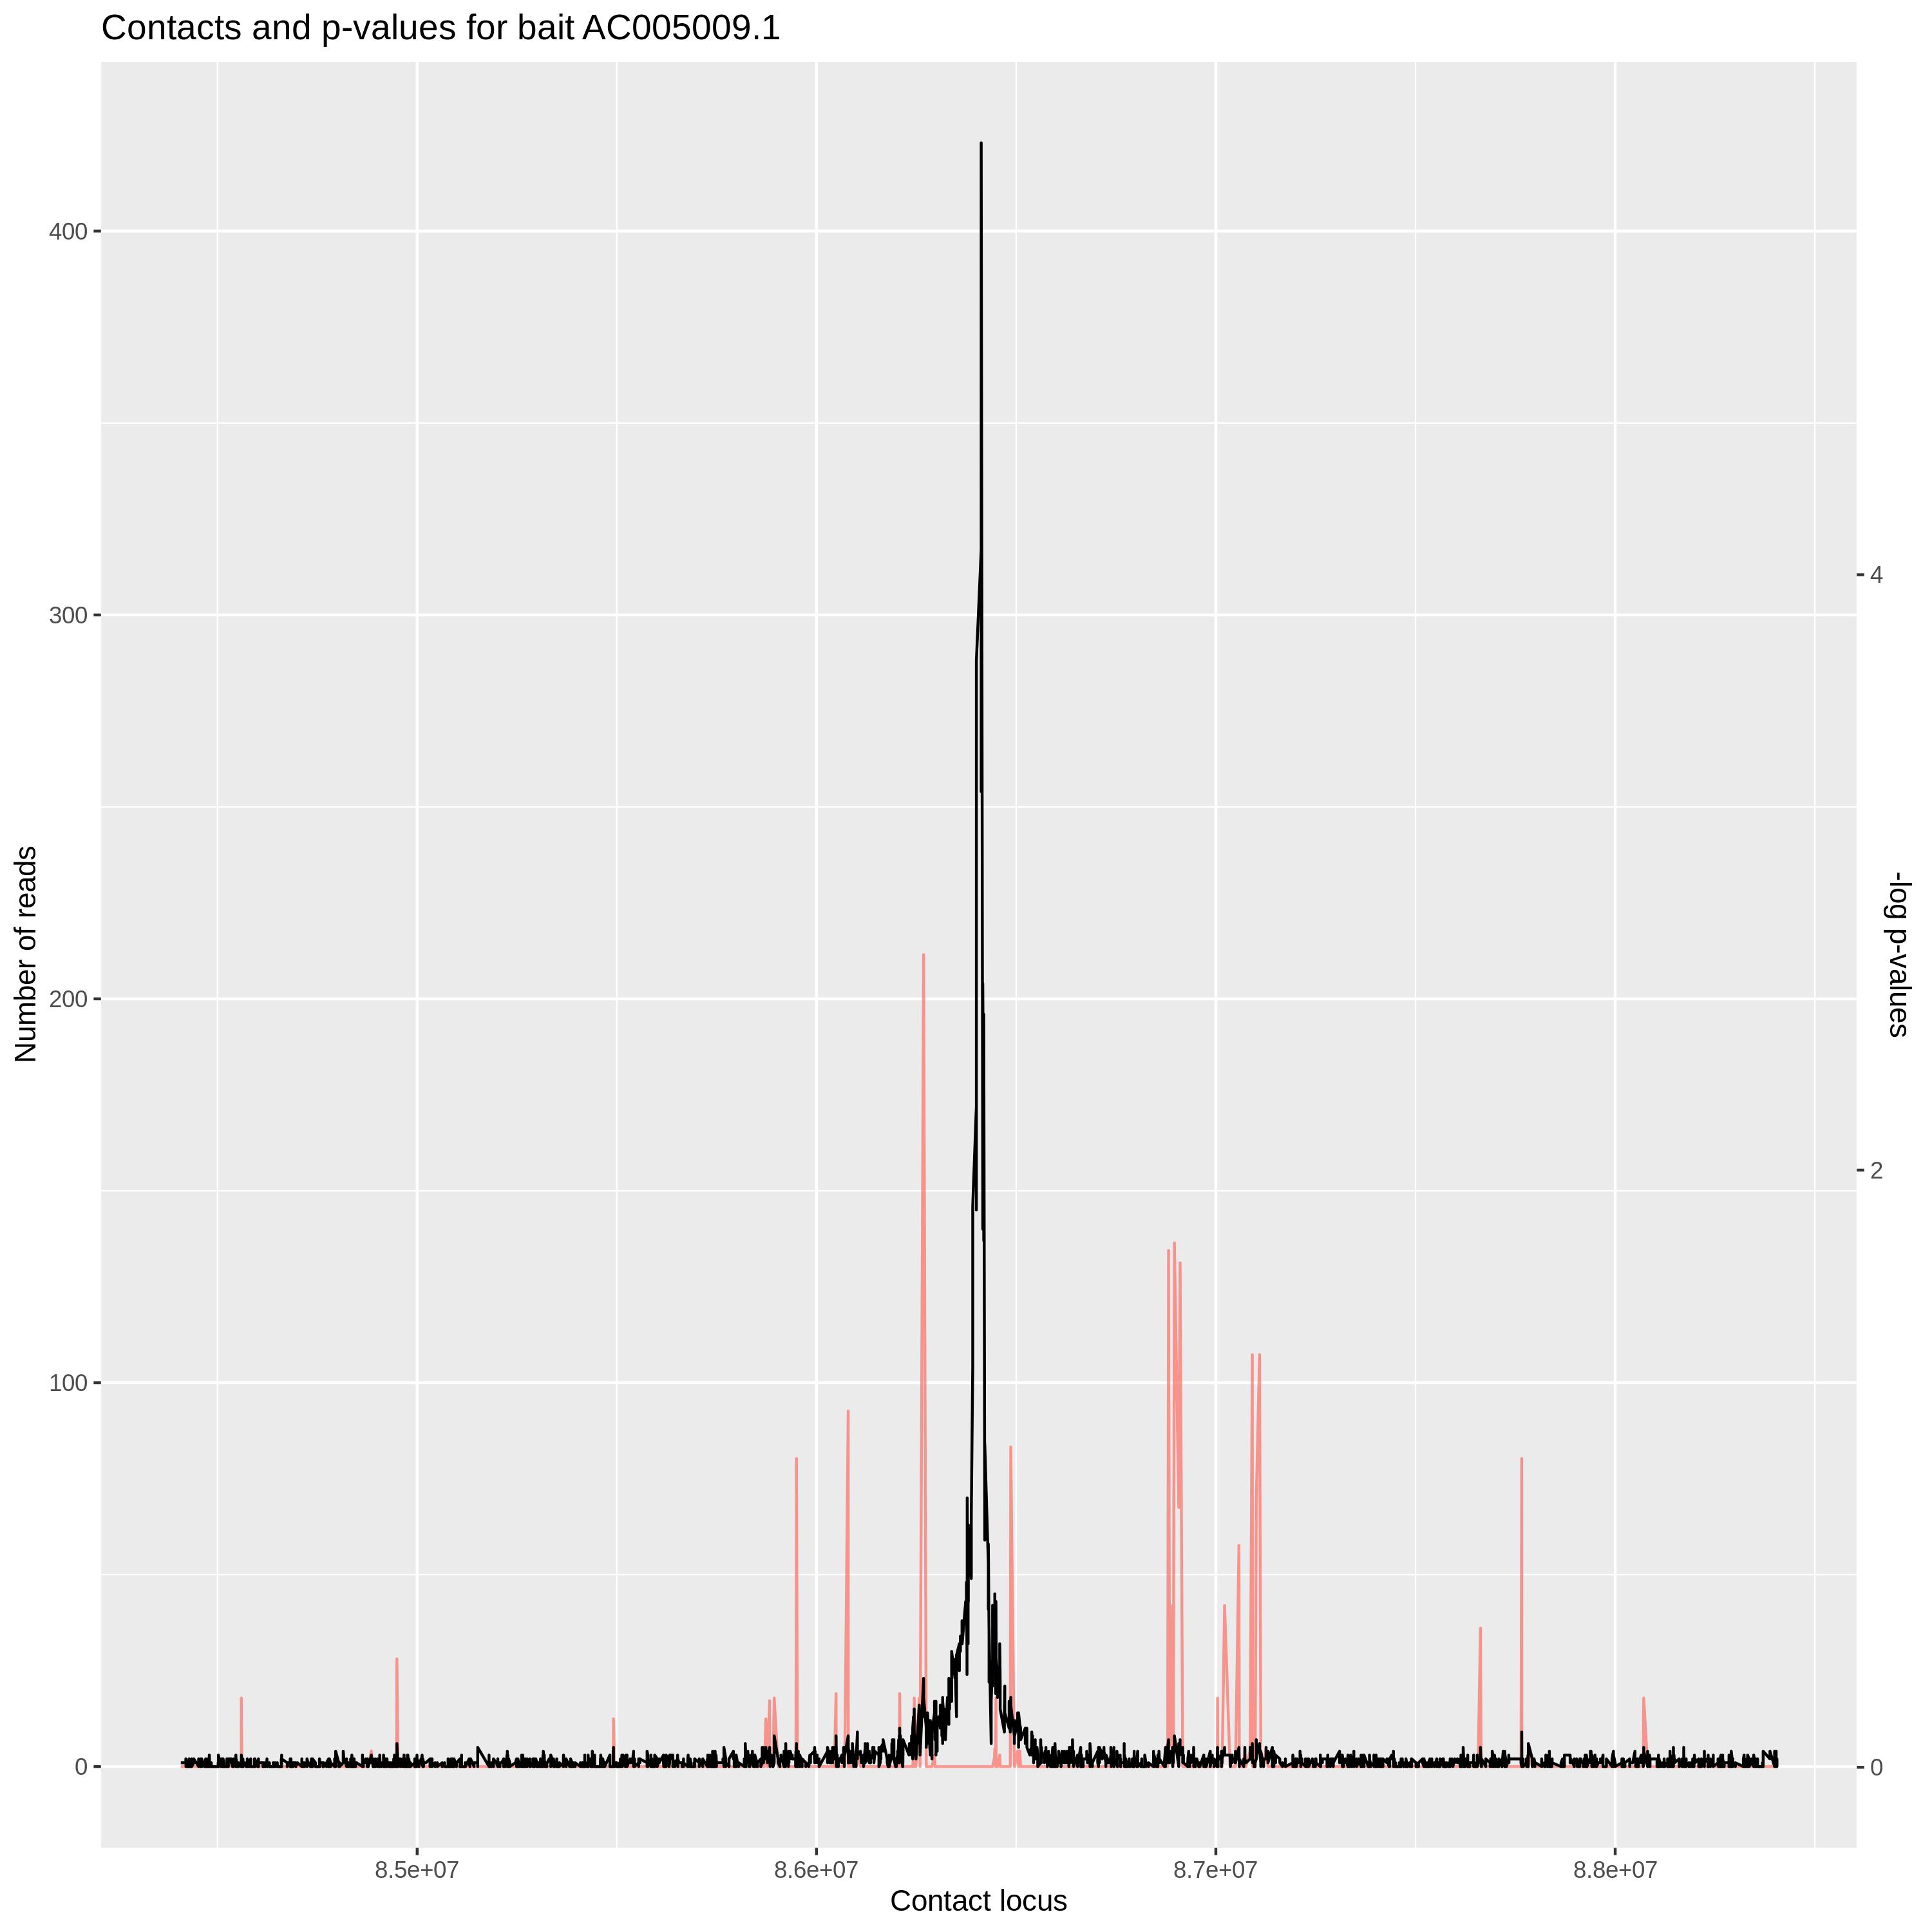 Contacts and p-values for bait AC005009.1
400
300
200
100
0
Number of reads
4
2
0
-log p-values
8.5e+07
8.6e+07
8.7e+07
8.8e+07
Contact locus